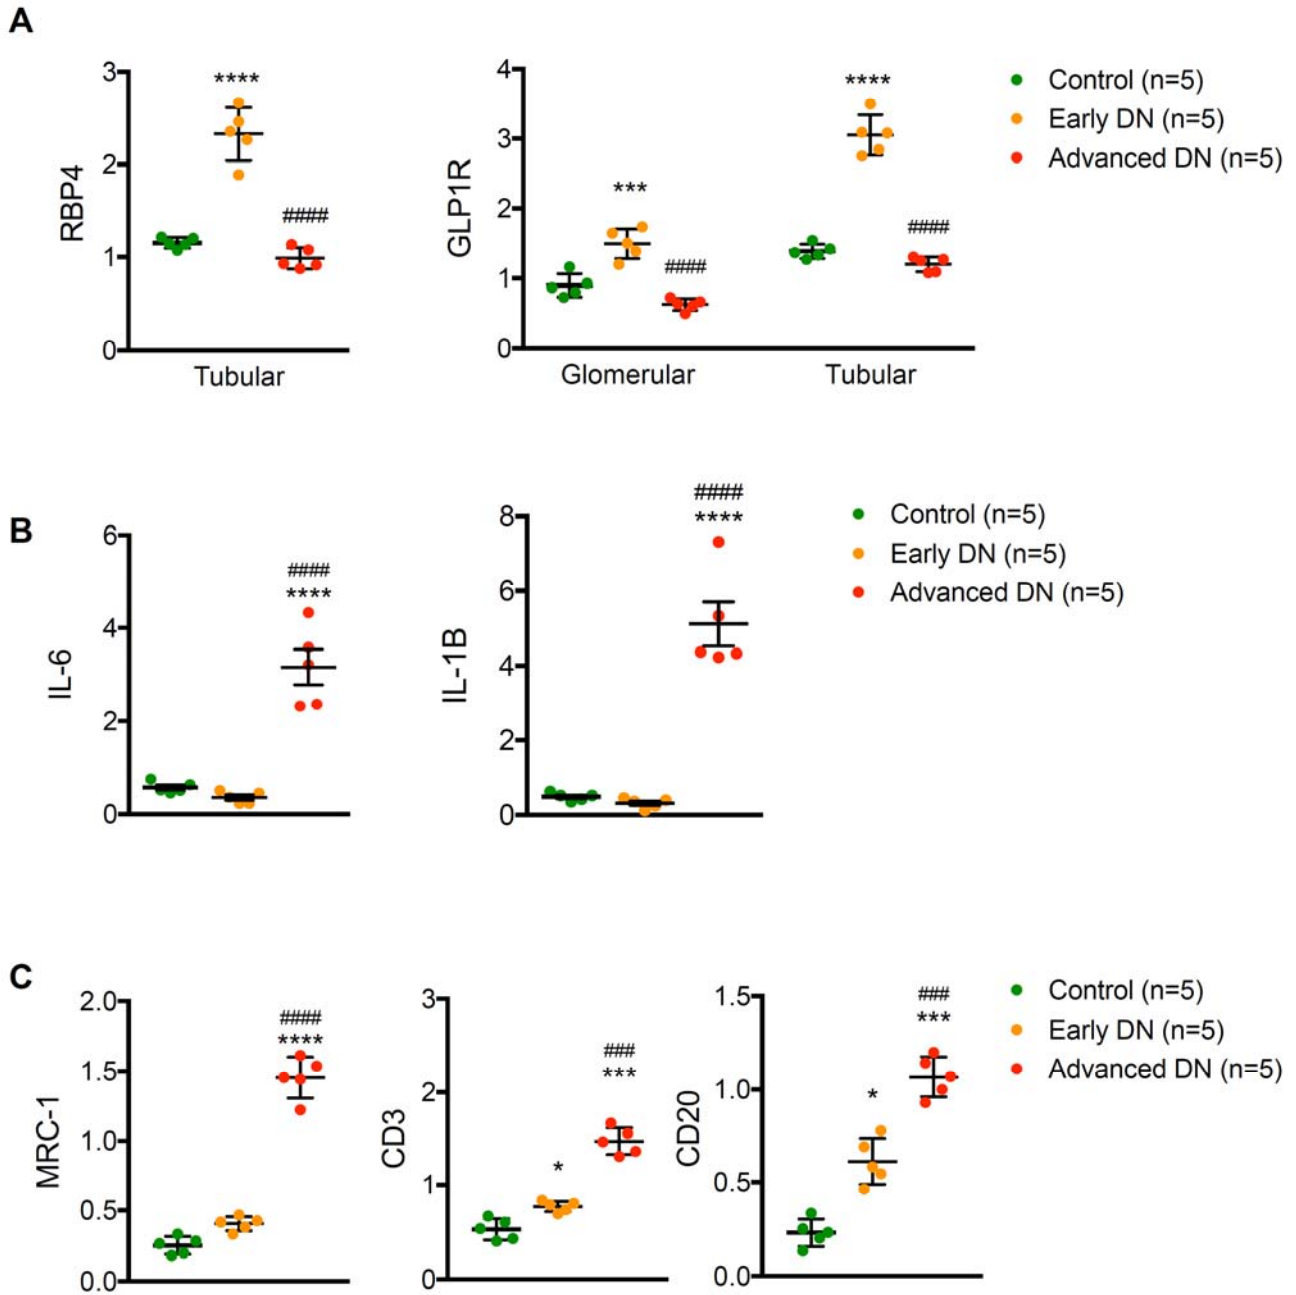 A
RBP4
3
2
1
0
****
####
Tubular
GLP1R
4
3
2
1
0
***
####
****
####
Glomerular
Tubular
Control (n=5)
Early DN (n=5)
Advanced DN (n=5)
B
IL-6
6
4
2
0
####
****
IL-1B
8
6
4
2
0
####
****
Control (n=5)
Early DN (n=5)
Advanced DN (n=5)
C
MRC-1
2.0
1.5
1.0
0.5
0.0
####
****
CD3
3
2
1
0
*
###
***
CD20
1.5
1.0
0.5
0.0
*
###
***
Control (n=5)
Early DN (n=5)
Advanced DN (n=5)